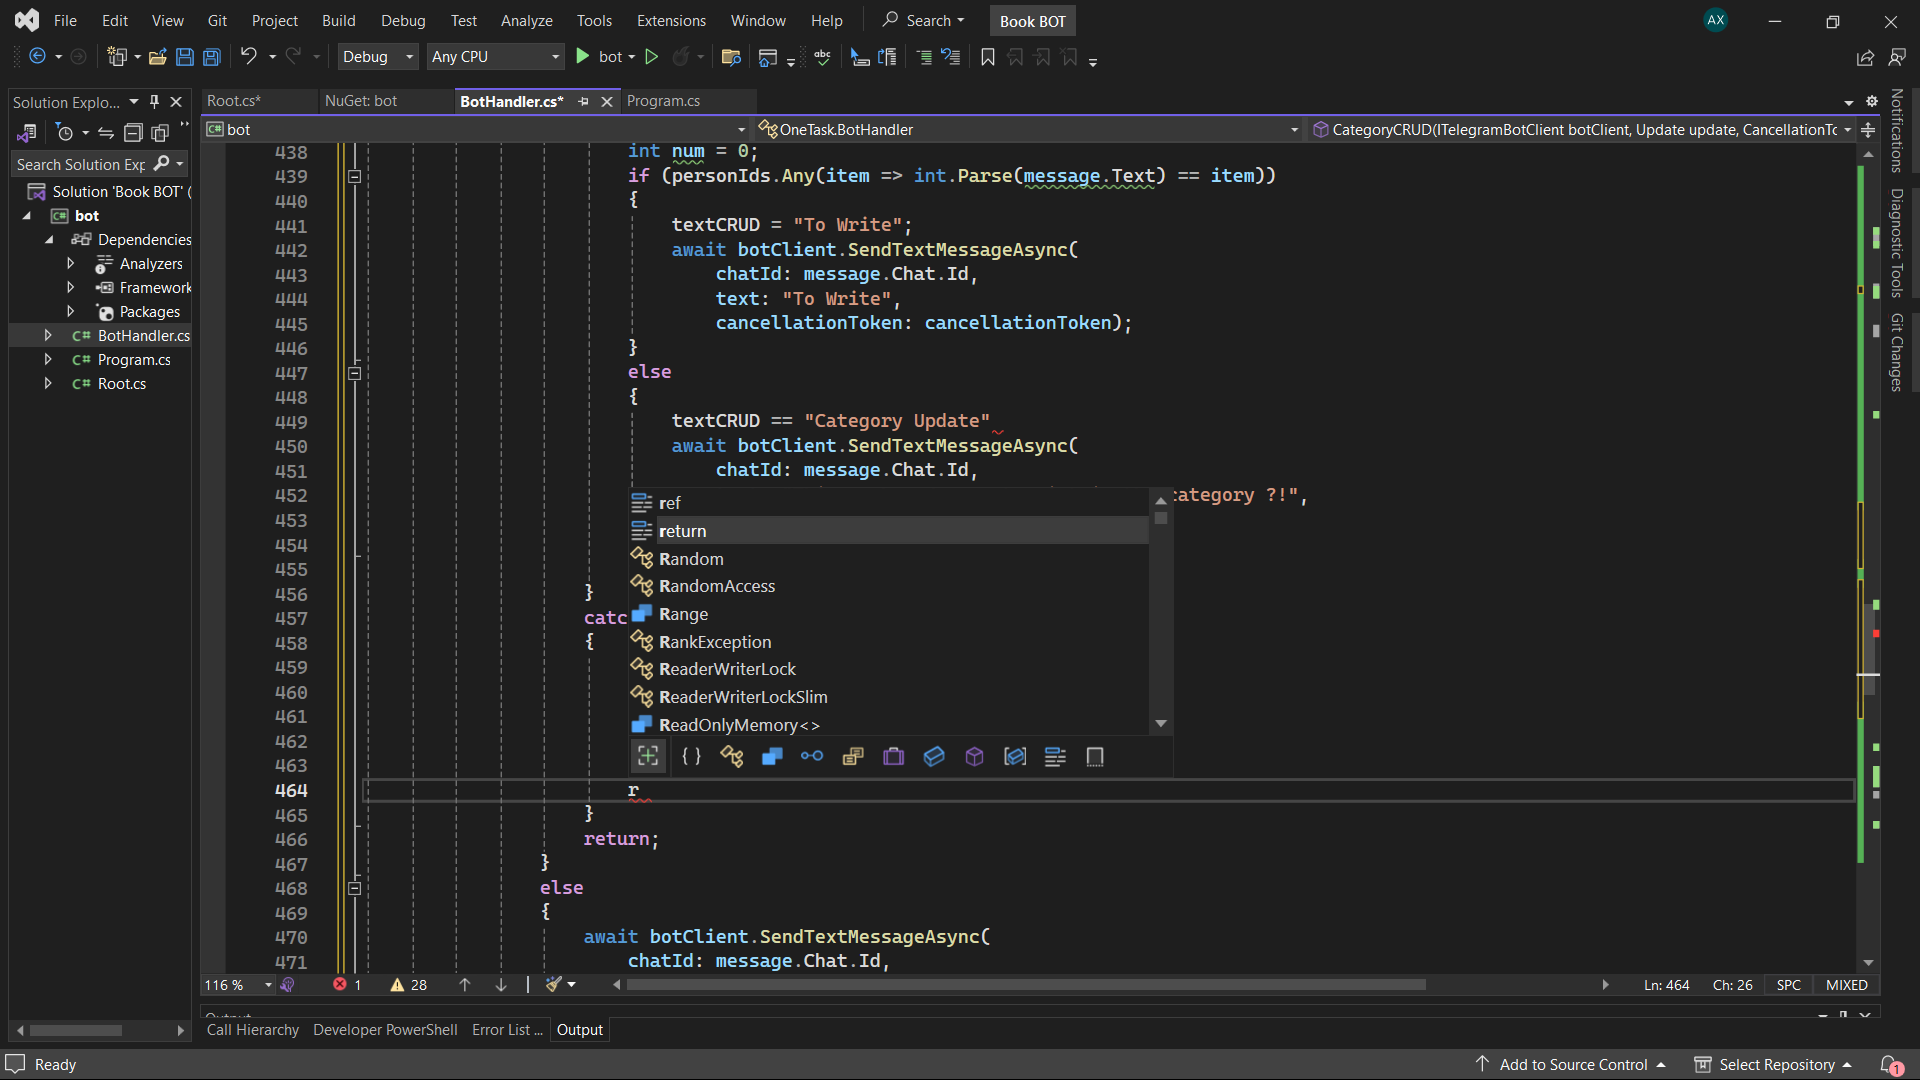 File Edit View Git Project Build Debug Test Analyze Tools Extensions Window Help Search Book BOT AX
Debug Any CPU bot abc
Solution Explo... Root.cs* NuGet: bot BotHandler.cs* Program.cs
C# bot OneTask.BotHandler CategoryCRUD(ITelegramBotClient botClient, Update update, CancellationTo
Search Solution Exp
Solution 'Book BOT' (
C# bot
Dependencies
Analyzers
Framework
Packages
C# BotHandler.cs
C# Program.cs
C# Root.cs
438 int num = 0;
439 if (personIds.Any(item => int.Parse(message.Text) == item))
440 {
441 textCRUD = "To Write";
442 await botClient.SendTextMessageAsync(
443 chatId: message.Chat.Id,
444 text: "To Write",
445 cancellationToken: cancellationToken);
446 }
447 else
448 {
449 textCRUD == "Category Update"
450 await botClient.SendTextMessageAsync(
451 chatId: message.Chat.Id,
452 category ?!",
453
454
455
456 }
457 catc
458 {
459
460
461
462
463
464 r
465 }
466 return;
467 }
468 else
469 {
470 await botClient.SendTextMessageAsync(
471 chatId: message.Chat.Id,
ref
return
Random
RandomAccess
Range
RankException
ReaderWriterLock
ReaderWriterLockSlim
ReadOnlyMemory<>
Notifications
Diagnostic Tools
Git Changes
116 % 1 28 Ln: 464 Ch: 26 SPC MIXED
Output
Call Hierarchy Developer PowerShell Error List ... Output
Ready Add to Source Control Select Repository 1